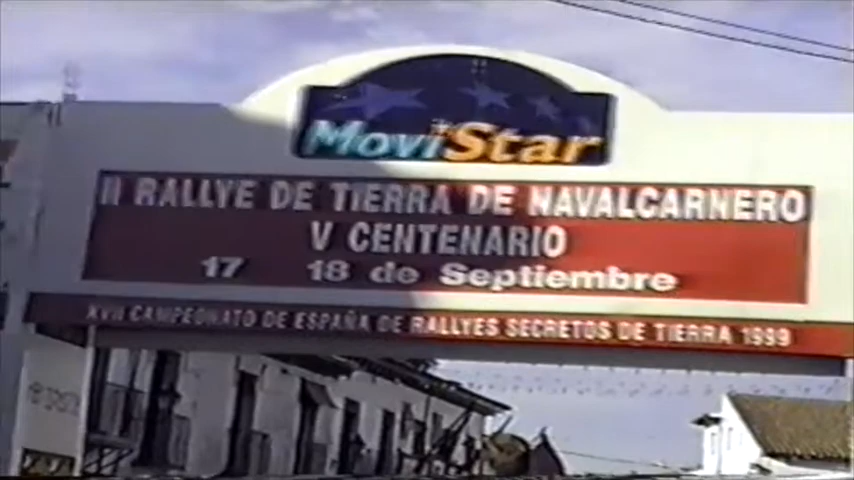 MoviStar
II RALLYE DE TIERRA DE NAVALCARNERO
V CENTENARIO
17 18 de Septiembre
XVII CAMPEONATO DE ESPAÑA DE RALLYES SECRETOS DE TIERRA 1999